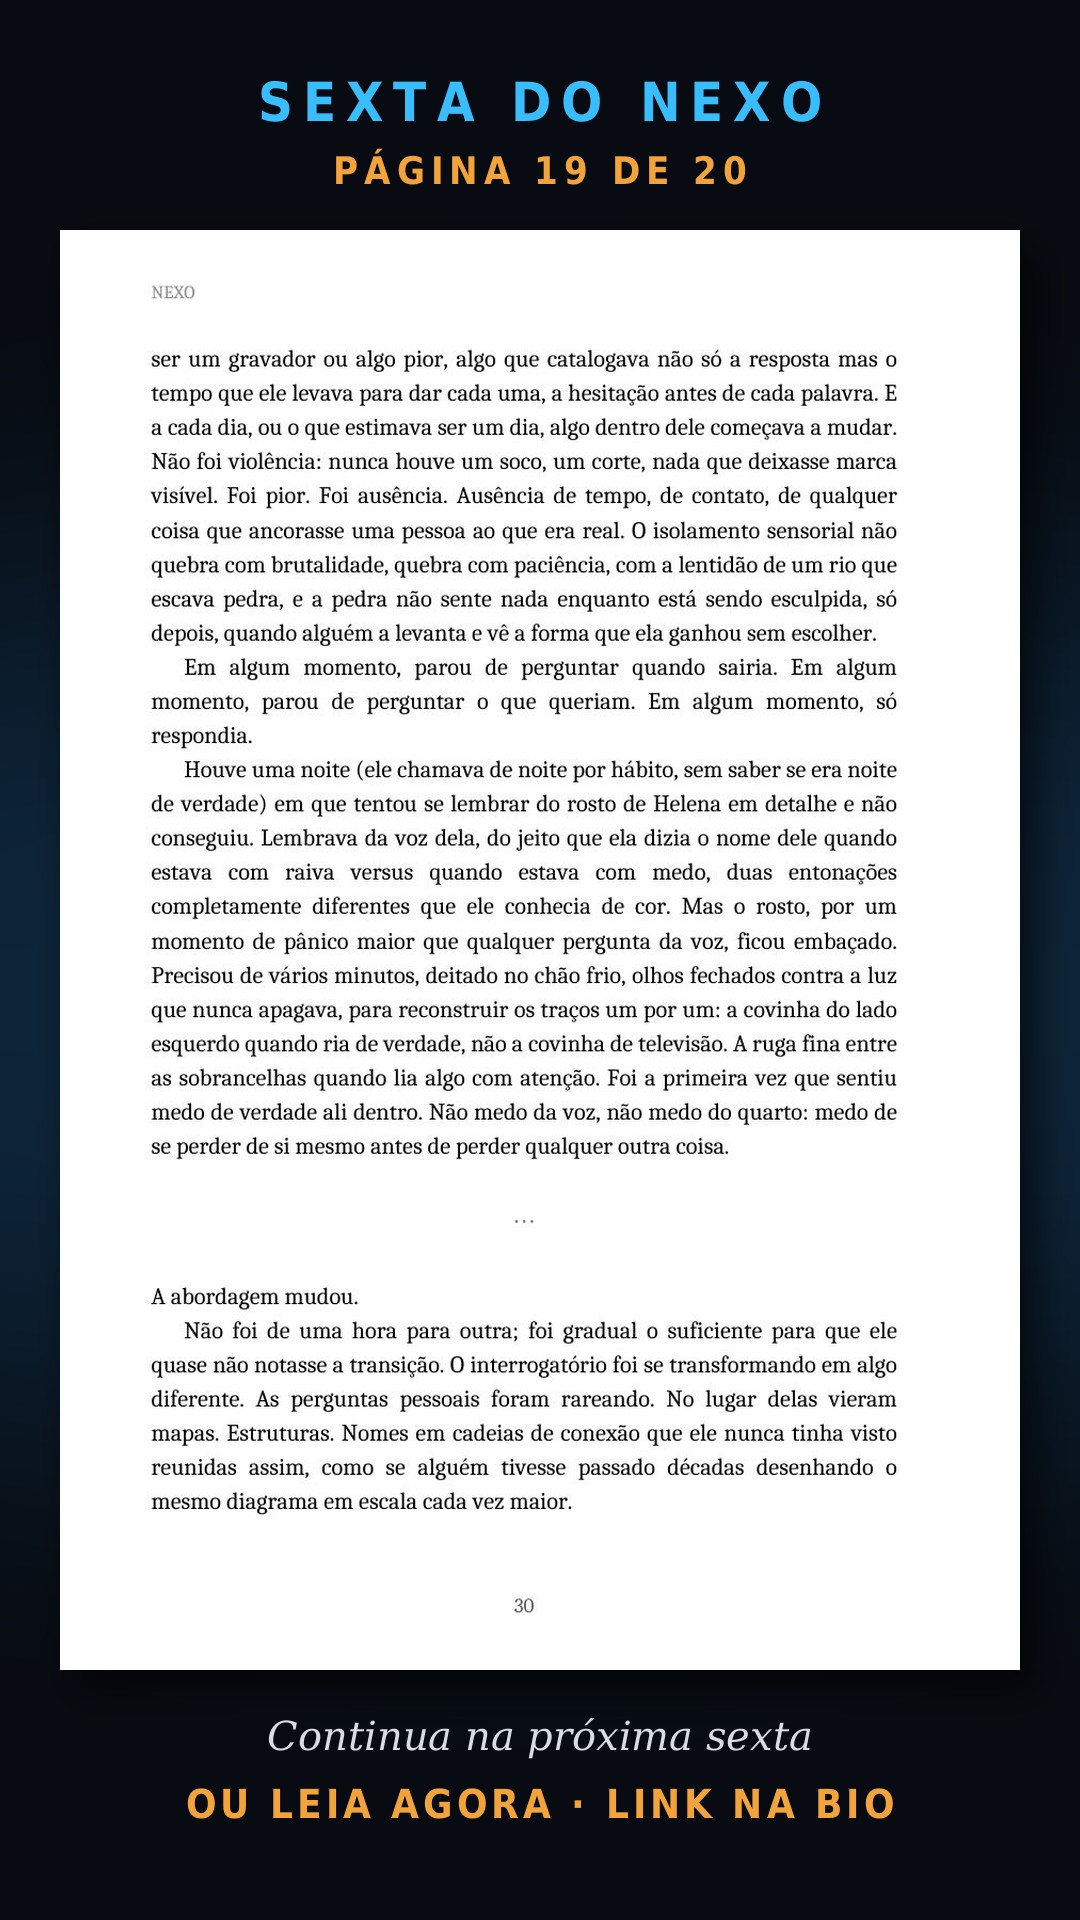 SEXTA DO NEXO
PÁGINA 19 DE 20
NEXO
ser um gravador ou algo pior, algo que catalogava não só a resposta mas o
tempo que ele levava para dar cada uma, a hesitação antes de cada palavra. E
a cada dia, ou o que estimava ser um dia, algo dentro dele começava a mudar.
Não foi violência: nunca houve um soco, um corte, nada que deixasse marca
visível. Foi pior. Foi ausência. Ausência de tempo, de contato, de qualquer
coisa que ancorasse uma pessoa ao que era real. O isolamento sensorial não
quebra com brutalidade, quebra com paciência, com a lentidão de um rio que
escava pedra, e a pedra não sente nada enquanto está sendo esculpida, só
depois, quando alguém a levanta e vê a forma que ela ganhou sem escolher.
Em algum momento, parou de perguntar quando sairia. Em algum
momento, parou de perguntar o que queriam. Em algum momento, só
respondia.
Houve uma noite (ele chamava de noite por hábito, sem saber se era noite
de verdade) em que tentou se lembrar do rosto de Helena em detalhe e não
conseguiu. Lembrava da voz dela, do jeito que ela dizia o nome dele quando
estava com raiva versus quando estava com medo, duas entonações
completamente diferentes que ele conhecia de cor. Mas o rosto, por um
momento de pânico maior que qualquer pergunta da voz, ficou embaçado.
Precisou de vários minutos, deitado no chão frio, olhos fechados contra a luz
que nunca apagava, para reconstruir os traços um por um: a covinha do lado
esquerdo quando ria de verdade, não a covinha de televisão. A ruga fina entre
as sobrancelhas quando lia algo com atenção. Foi a primeira vez que sentiu
medo de verdade ali dentro. Não medo da voz, não medo do quarto: medo de
se perder de si mesmo antes de perder qualquer outra coisa.
...
A abordagem mudou.
Não foi de uma hora para outra; foi gradual o suficiente para que ele
quase não notasse a transição. O interrogatório foi se transformando em algo
diferente. As perguntas pessoais foram rareando. No lugar delas vieram
mapas. Estruturas. Nomes em cadeias de conexão que ele nunca tinha visto
reunidas assim, como se alguém tivesse passado décadas desenhando o
mesmo diagrama em escala cada vez maior.
30
Continua na próxima sexta
OU LEIA AGORA · LINK NA BIO